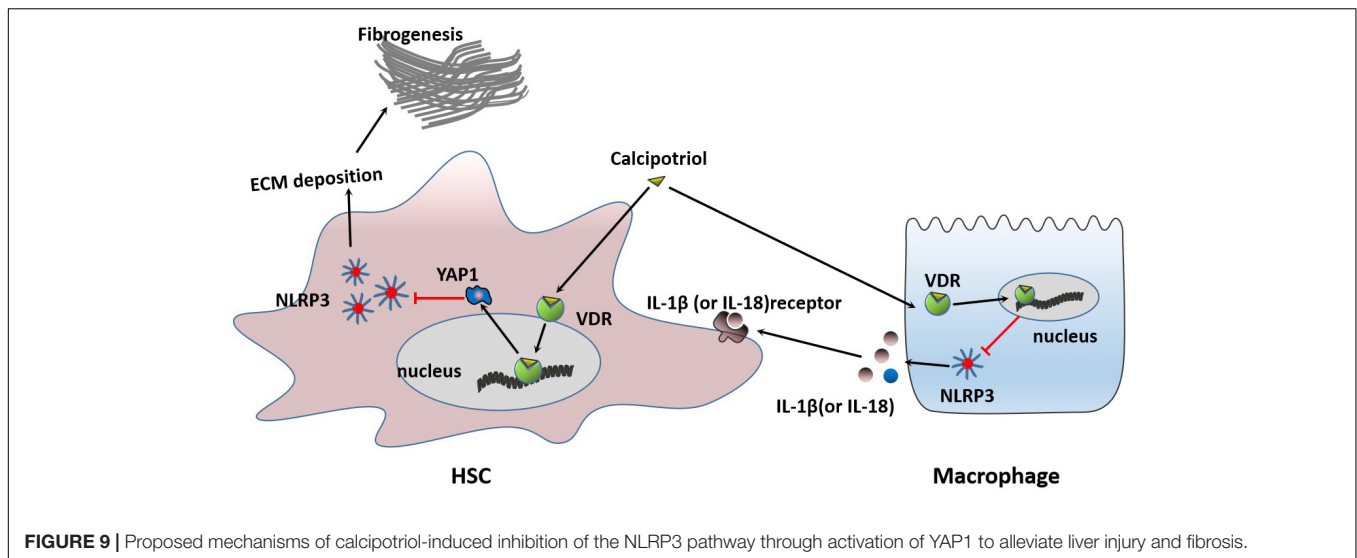 Fibrogenesis
Calcipotriol
ECM deposition
YAP1
NLRP3
VDR
nucleus
IL-1β (or IL-18)receptor
VDR
nucleus
NLRP3
IL-1β(or IL-18)
HSC
Macrophage
FIGURE 9 | Proposed mechanisms of calcipotriol-induced inhibition of the NLRP3 pathway through activation of YAP1 to alleviate liver injury and fibrosis.